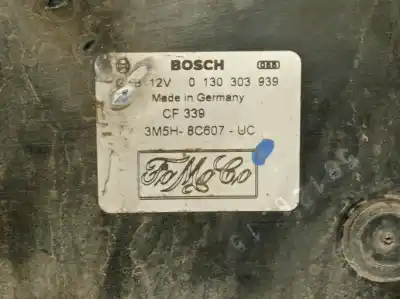 BOSCH
12V 0 130 303 939
Made in Germany
CF 339
3M5H-8C607-UC
FoMoCo